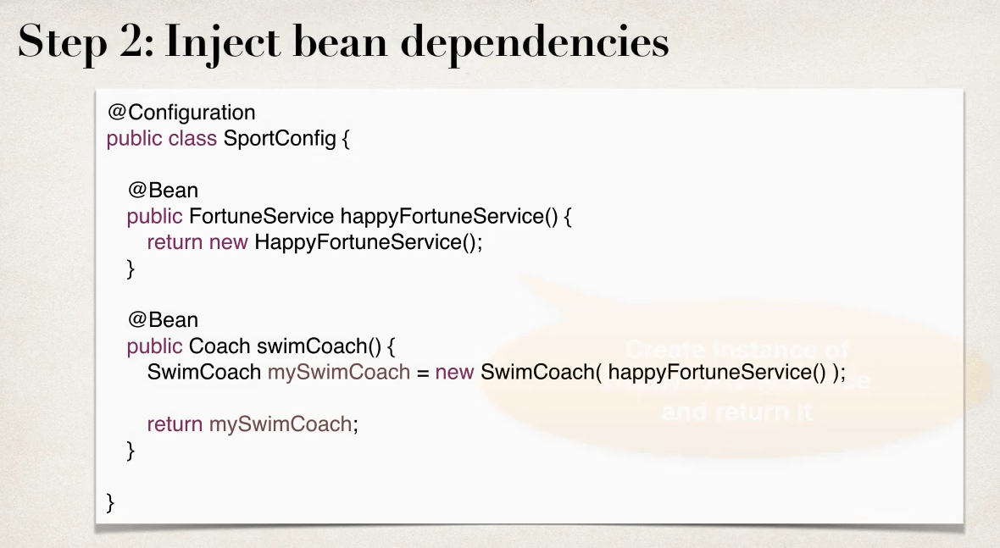 Step 2: Inject bean dependencies
@Configuration
public class SportConfig {
@Bean
public FortuneService happyFortuneService() {
return new HappyFortuneService();
}
@Bean
public Coach swimCoach() {
SwimCoach mySwimCoach = new SwimCoach( happyFortuneService() );
return mySwimCoach;
}
}
Create instance of
and return it